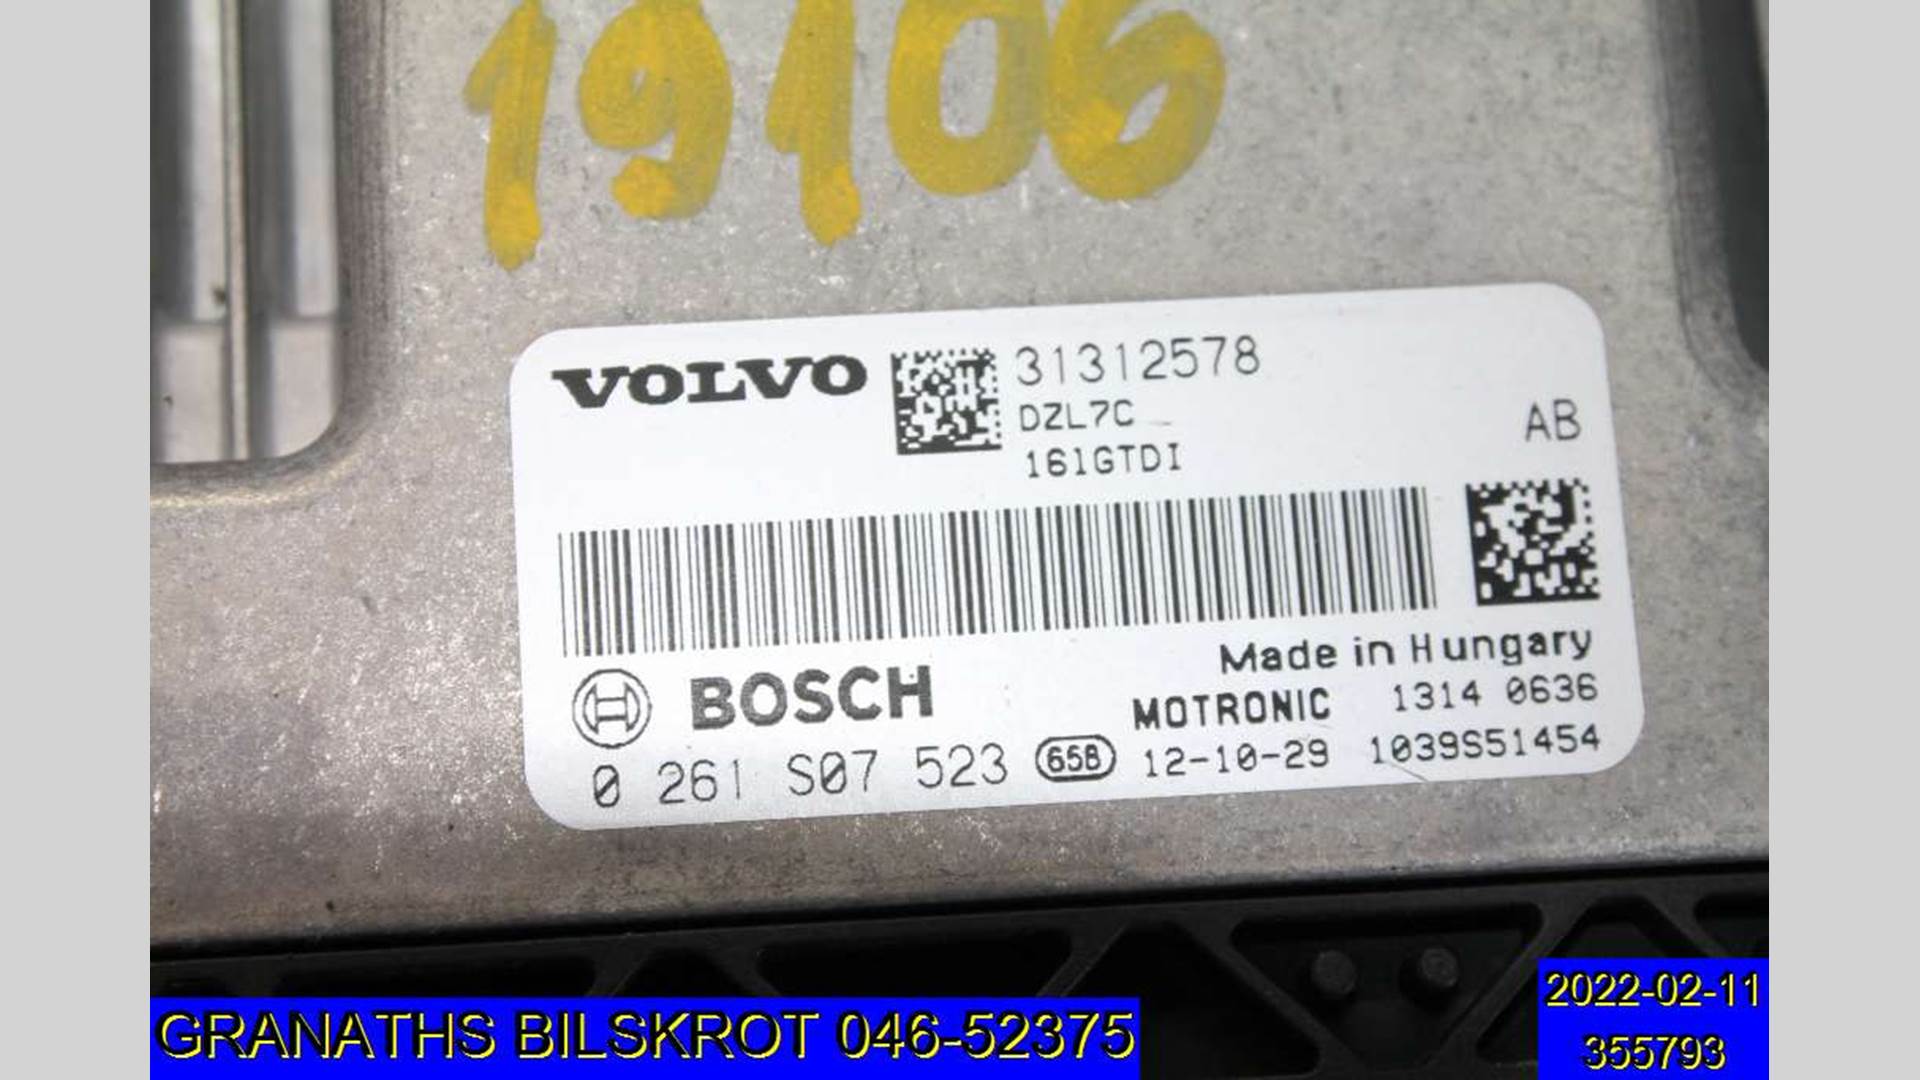 19106
VOLVO 31312578
DZL7C
161GTDI
AB
Made in Hungary
BOSCH
MOTRONIC 1314 0636
0 261 S07 523 65B 12-10-29 1039S51454
GRANATHS BILSKROT 046-52375
2022-02-11
355793